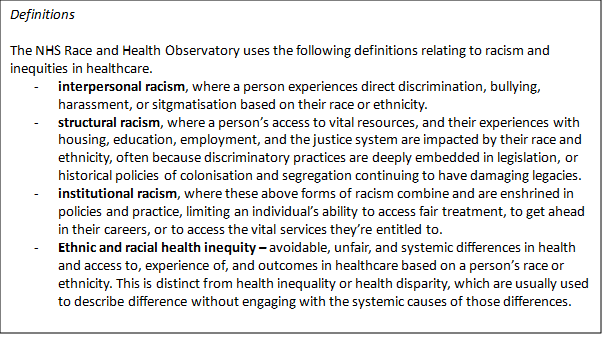 Definitions
The NHS Race and Health Observatory uses the following definitions relating to racism and
inequities in healthcare.
- interpersonal racism, where a person experiences direct discrimination, bullying,
harassment, or sitgmatisation based on their race or ethnicity.
- structural racism, where a person's access to vital resources, and their experiences with
housing, education, employment, and the justice system are impacted by their race and
ethnicity, often because discriminatory practices are deeply embedded in legislation, or
historical policies of colonisation and segregation continuing to have damaging legacies.
- institutional racism, where these above forms of racism combine and are enshrined in
policies and practice, limiting an individual's ability to access fair treatment, to get ahead
in their careers, or to access the vital services they're entitled to.
- Ethnic and racial health inequity – avoidable, unfair, and systemic differences in health
and access to, experience of, and outcomes in healthcare based on a person's race or
ethnicity. This is distinct from health inequality or health disparity, which are usually used
to describe difference without engaging with the systemic causes of those differences.